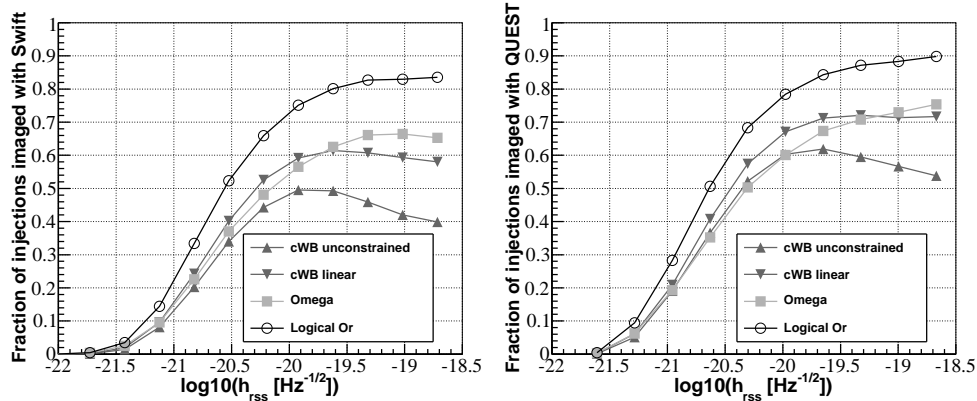 Fraction of injections imaged with Swift
1
0.9
0.8
0.7
0.6
0.5
0.4
0.3
0.2
0.1
0
-22 -21.5 -21 -20.5 -20 -19.5 -19 -18.5
log10(h_rss [Hz^-1/2])
cWB unconstrained
cWB linear
Omega
Logical Or
Fraction of injections imaged with QUEST
1
0.9
0.8
0.7
0.6
0.5
0.4
0.3
0.2
0.1
0
-22 -21.5 -21 -20.5 -20 -19.5 -19 -18.5
log10(h_rss [Hz^-1/2])
cWB unconstrained
cWB linear
Omega
Logical Or